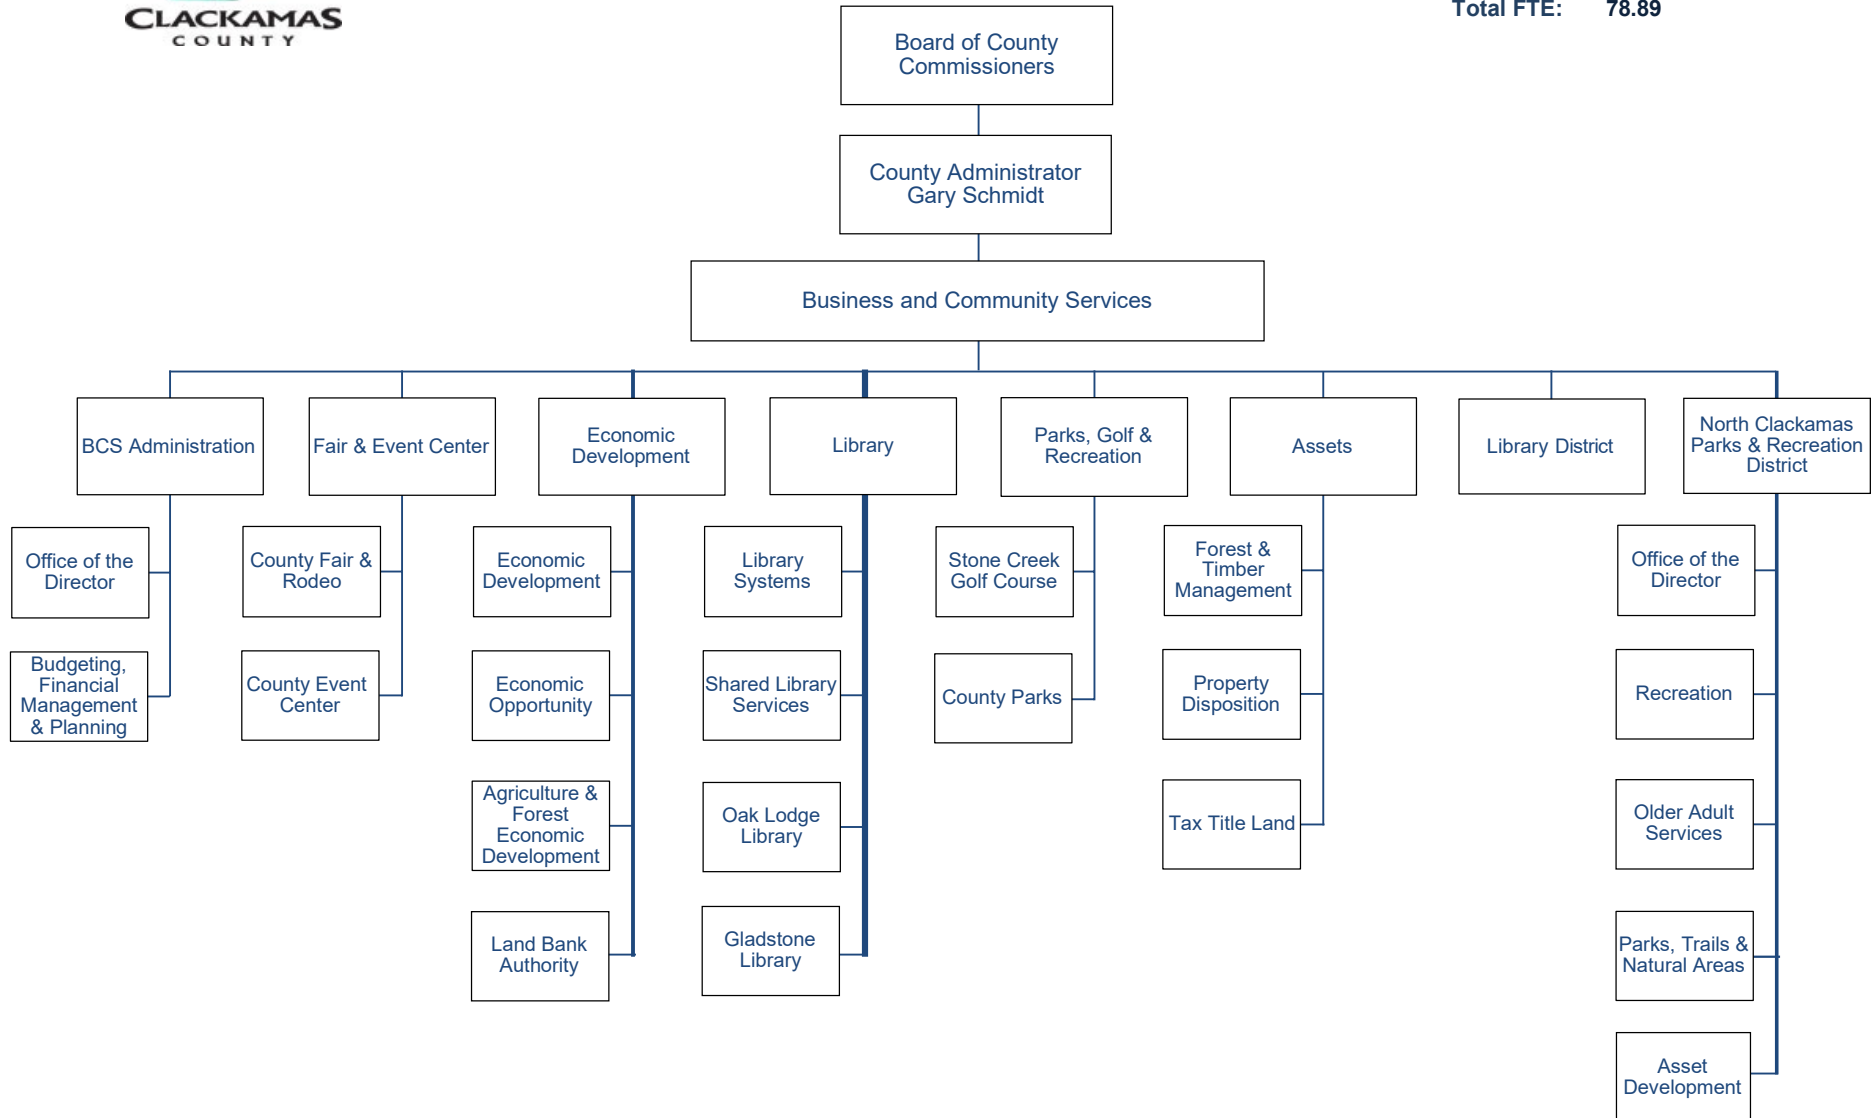 CLACKAMAS
COUNTY
Total FTE: 78.89
Board of County
Commissioners
County Administrator
Gary Schmidt
Business and Community Services
BCS Administration
Fair & Event Center
Economic
Development
Library
Parks, Golf &
Recreation
Assets
Library District
North Clackamas
Parks & Recreation
District
Office of the
Director
County Fair &
Rodeo
Economic
Development
Library
Systems
Stone Creek
Golf Course
Forest &
Timber
Management
Office of the
Director
Budgeting,
Financial
Management
& Planning
County Event
Center
Economic
Opportunity
Shared Library
Services
County Parks
Property
Disposition
Recreation
Agriculture &
Forest
Economic
Development
Oak Lodge
Library
Tax Title Land
Older Adult
Services
Land Bank
Authority
Gladstone
Library
Parks, Trails &
Natural Areas
Asset
Development